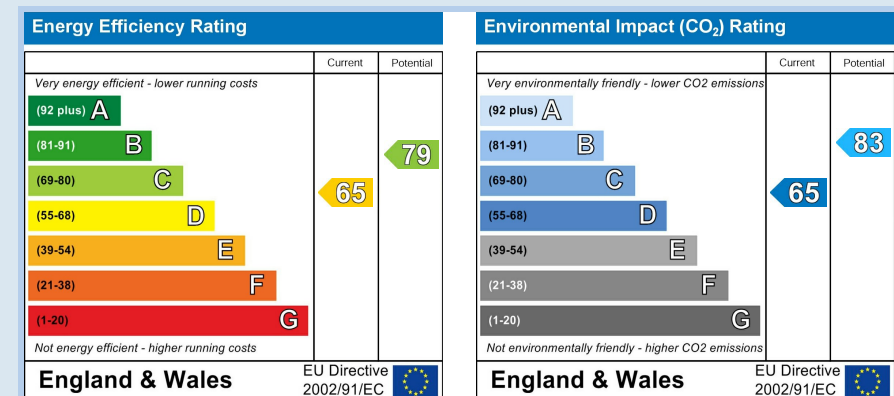 Energy Efficiency Rating
Current Potential
Very energy efficient - lower running costs
(92 plus) A
(81-91) B
(69-80) C
(55-68) D
(39-54) E
(21-38) F
(1-20) G
65
79
Not energy efficient - higher running costs
England & Wales
EU Directive
2002/91/EC
Environmental Impact (CO₂) Rating
Current Potential
Very environmentally friendly - lower CO2 emissions
(92 plus) A
(81-91) B
(69-80) C
(55-68) D
(39-54) E
(21-38) F
(1-20) G
65
83
Not environmentally friendly - higher CO2 emissions
England & Wales
EU Directive
2002/91/EC